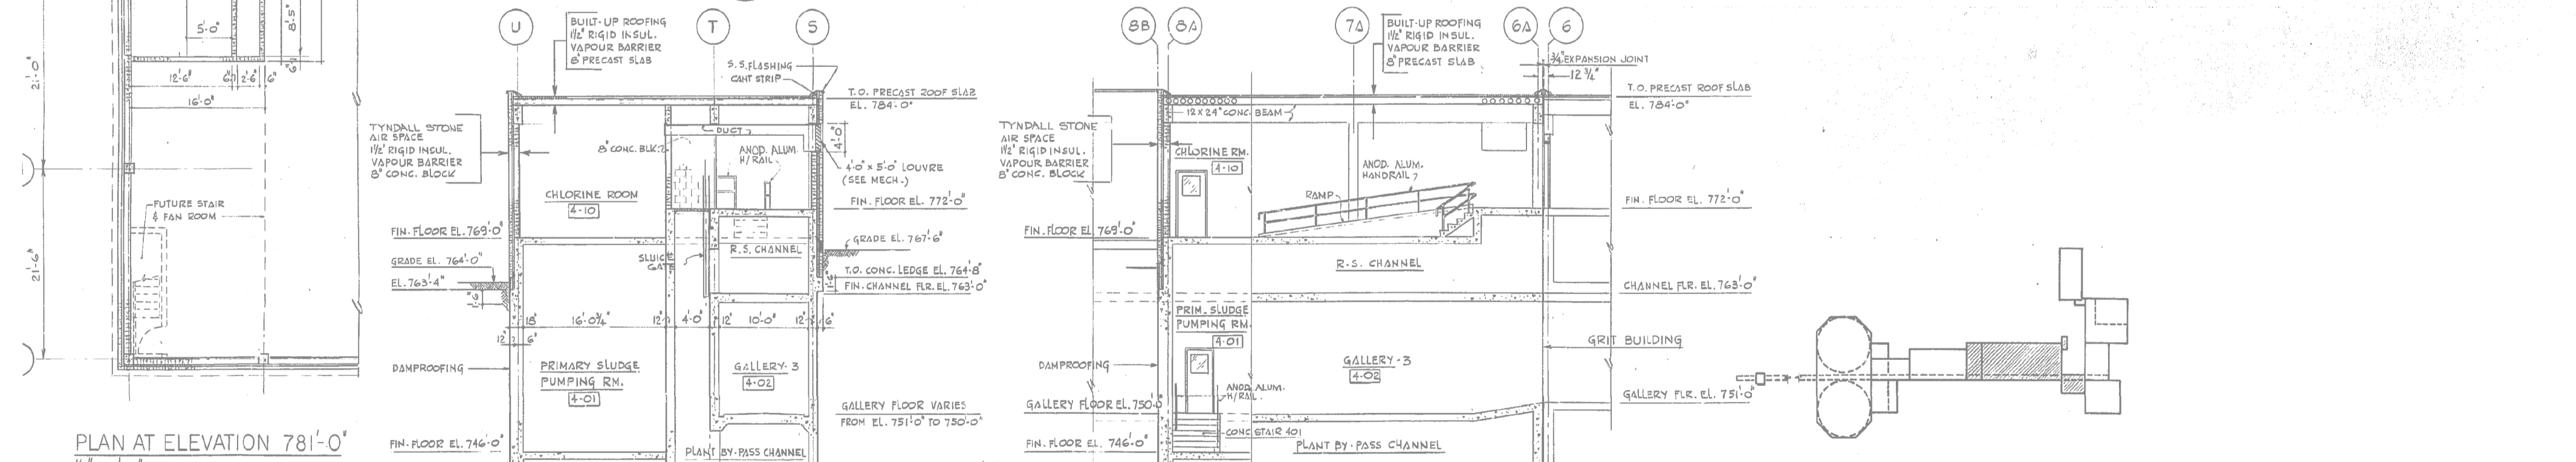 5'-0"
8'-5"
6"
12'-6"
6"
2'-6"
6"
16'-0"
21'-0"
21'-6"
FUTURE STAIR
& FAN ROOM
PLAN AT ELEVATION 781'-0"
U
T
S
BUILT-UP ROOFING
1½" RIGID INSUL.
VAPOUR BARRIER
8" PRECAST SLAB
S.S. FLASHING
CANT STRIP
T.O. PRECAST ROOF SLAB
EL. 784'-0"
TYNDALL STONE
AIR SPACE
1½" RIGID INSUL.
VAPOUR BARRIER
8" CONC. BLOCK
DUCT
8" CONC. BLK.
ANOD. ALUM.
H/RAIL
4'-0"
4'-0" x 5'-0" LOUVRE
(SEE MECH.)
CHLORINE ROOM
4-10
FIN. FLOOR EL. 772'-0"
FIN. FLOOR EL. 769'-0"
GRADE EL. 767'-6"
R.S. CHANNEL
SLUICE
GATE
GRADE EL. 764'-0"
EL. 763'-4"
T.O. CONC. LEDGE EL. 764'-8"
FIN. CHANNEL FLR. EL. 763'-0"
18"
16'-0¾"
12"
4'-0"
12"
10'-0"
12"
6"
12"
6"
DAMPROOFING
PRIMARY SLUDGE
PUMPING RM.
4-01
GALLERY-3
4-02
GALLERY FLOOR VARIES
FROM EL. 751'-0" TO 750'-0"
FIN. FLOOR EL. 746'-0"
PLANT BY-PASS CHANNEL
8B
8A
7A
6A
6
BUILT-UP ROOFING
1½" RIGID INSUL.
VAPOUR BARRIER
8" PRECAST SLAB
¾" EXPANSION JOINT
12 ¾"
T.O. PRECAST ROOF SLAB
EL. 784'-0"
12 x 24" CONC. BEAM
TYNDALL STONE
AIR SPACE
1½" RIGID INSUL.
VAPOUR BARRIER
8" CONC. BLOCK
CHLORINE RM.
4-10
ANOD. ALUM.
HANDRAIL
RAMP
FIN. FLOOR EL. 772'-0"
FIN. FLOOR EL. 769'-0"
R.S. CHANNEL
CHANNEL FLR. EL. 763'-0"
PRIM. SLUDGE
PUMPING RM.
4-01
GRIT BUILDING
DAMPROOFING
GALLERY-3
4-02
ANOD. ALUM.
H/RAIL
GALLERY FLOOR EL. 750'-0"
GALLERY FLR. EL. 751'-0"
CONC. STAIR 401
FIN. FLOOR EL. 746'-0"
PLANT BY-PASS CHANNEL